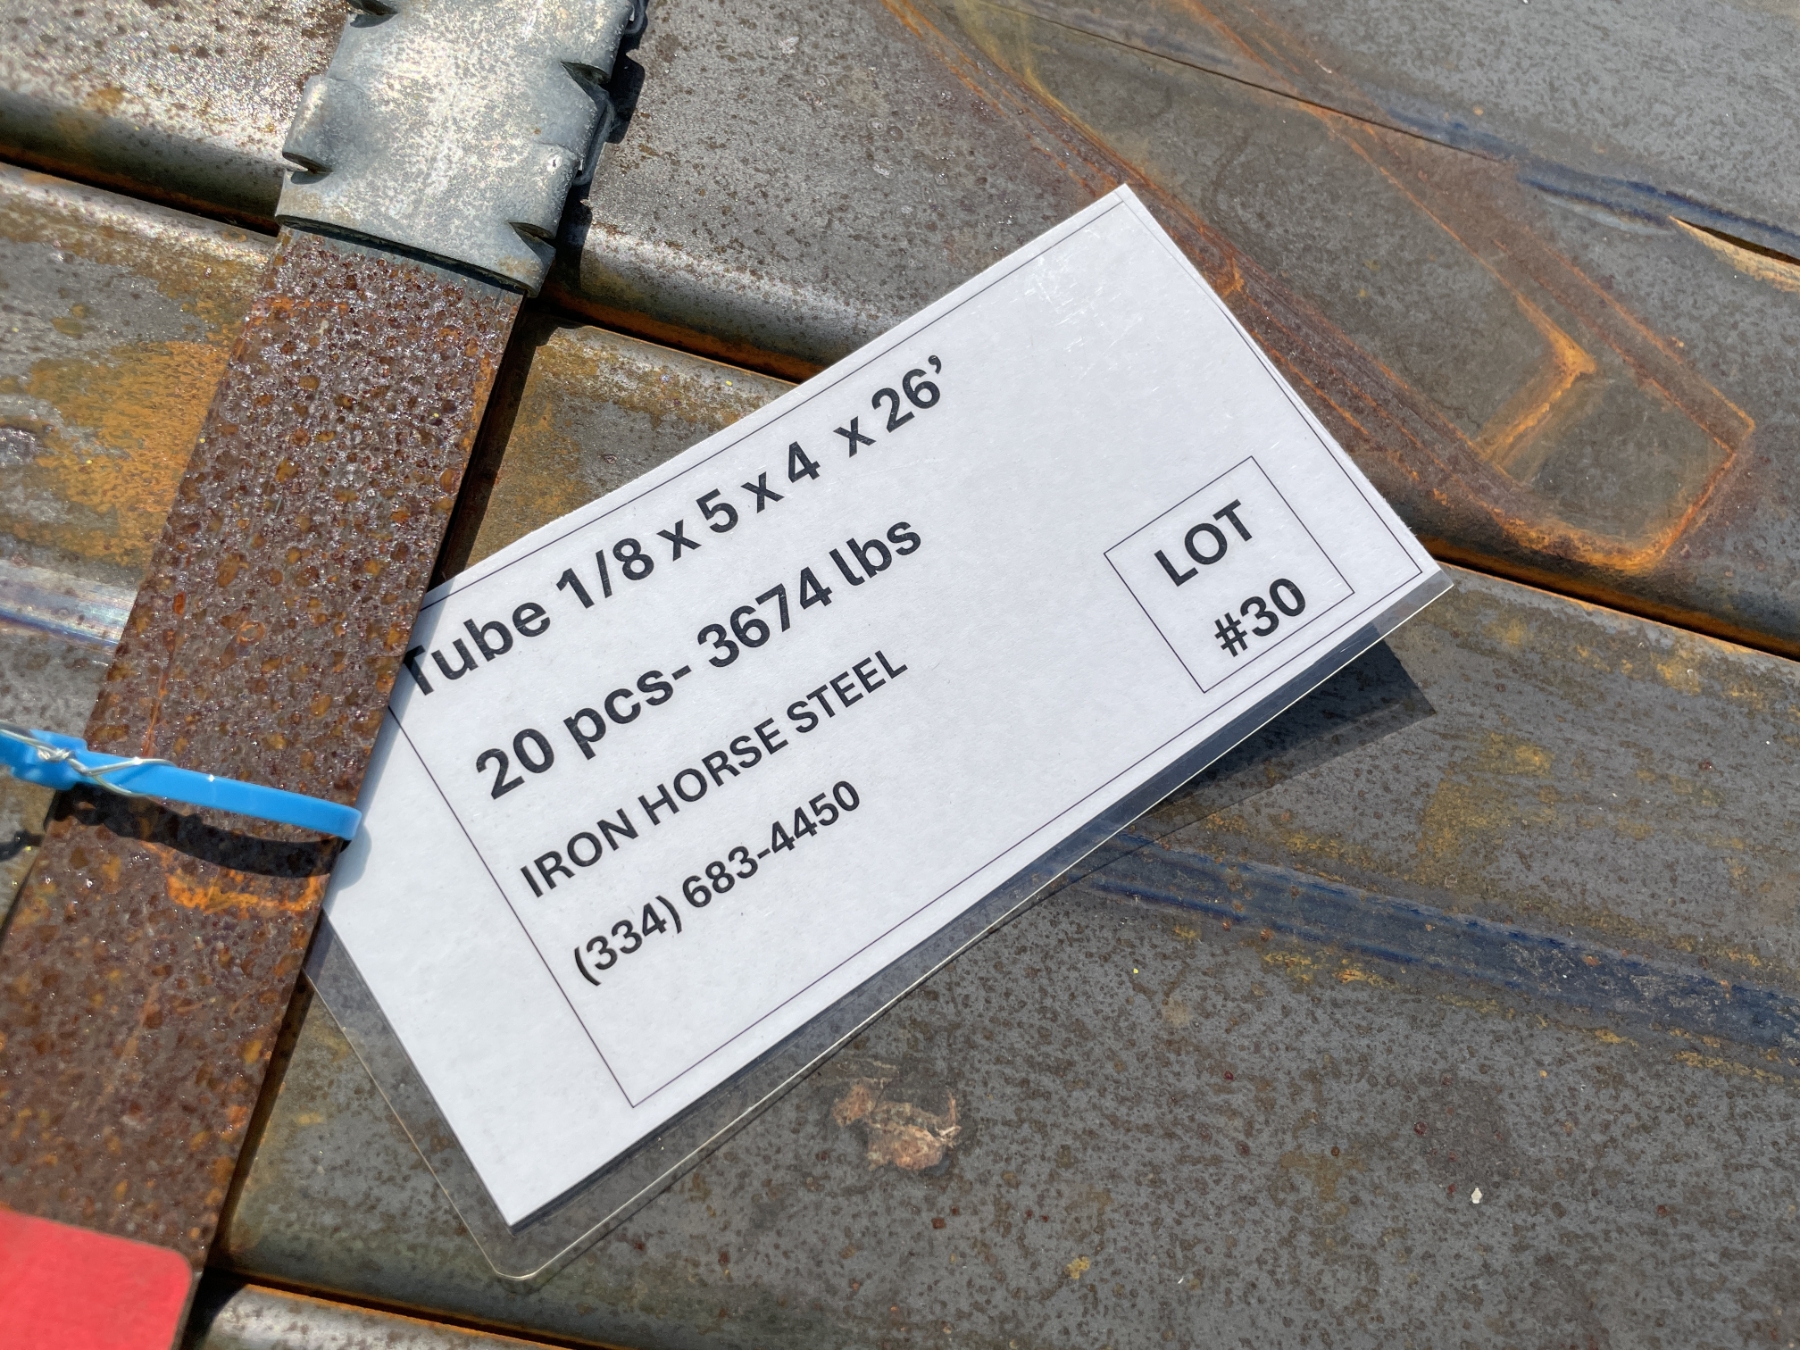 Tube 1/8 x 5 x 4 x 26’
20 pcs- 3674 lbs
IRON HORSE STEEL
(334) 683-4450
LOT
#30